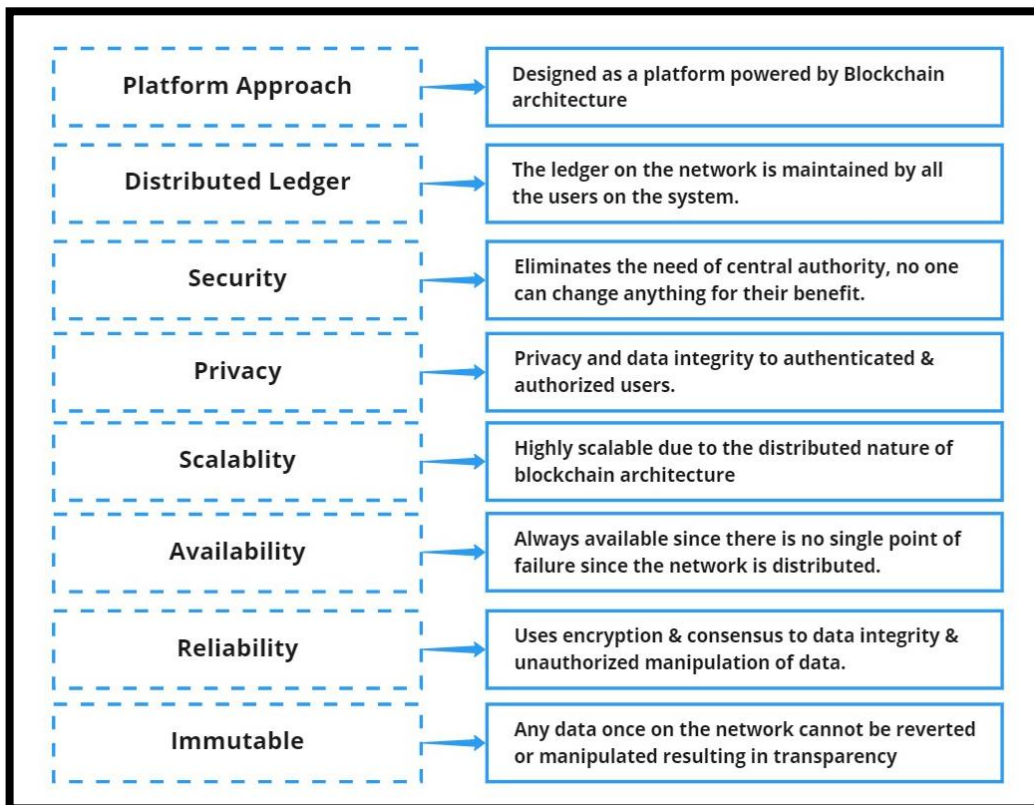 Platform Approach
Designed as a platform powered by Blockchain
architecture
Distributed Ledger
The ledger on the network is maintained by all
the users on the system.
Security
Eliminates the need of central authority, no one
can change anything for their benefit.
Privacy
Privacy and data integrity to authenticated &
authorized users.
Scalablity
Highly scalable due to the distributed nature of
blockchain architecture
Availability
Always available since there is no single point of
failure since the network is distributed.
Reliability
Uses encryption & consensus to data integrity &
unauthorized manipulation of data.
Immutable
Any data once on the network cannot be reverted
or manipulated resulting in transparency